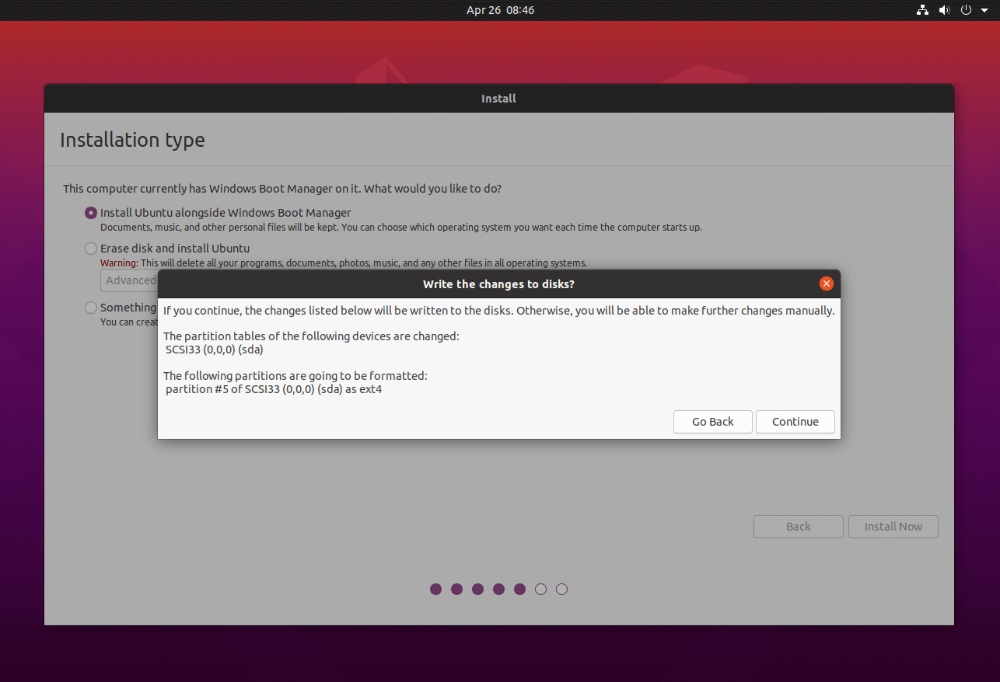 Apr 26 08:46
Install
Installation type
This computer currently has Windows Boot Manager on it. What would you like to do?
Install Ubuntu alongside Windows Boot Manager
Documents, music, and other personal files will be kept. You can choose which operating system you want each time the computer starts up.
Erase disk and install Ubuntu
Warning: This will delete all your programs, documents, photos, music, and any other files in all operating systems.
Advanced
Something
You can creat
Write the changes to disks?
If you continue, the changes listed below will be written to the disks. Otherwise, you will be able to make further changes manually.
The partition tables of the following devices are changed:
SCSI33 (0,0,0) (sda)
The following partitions are going to be formatted:
partition #5 of SCSI33 (0,0,0) (sda) as ext4
Go Back Continue
Back Install Now